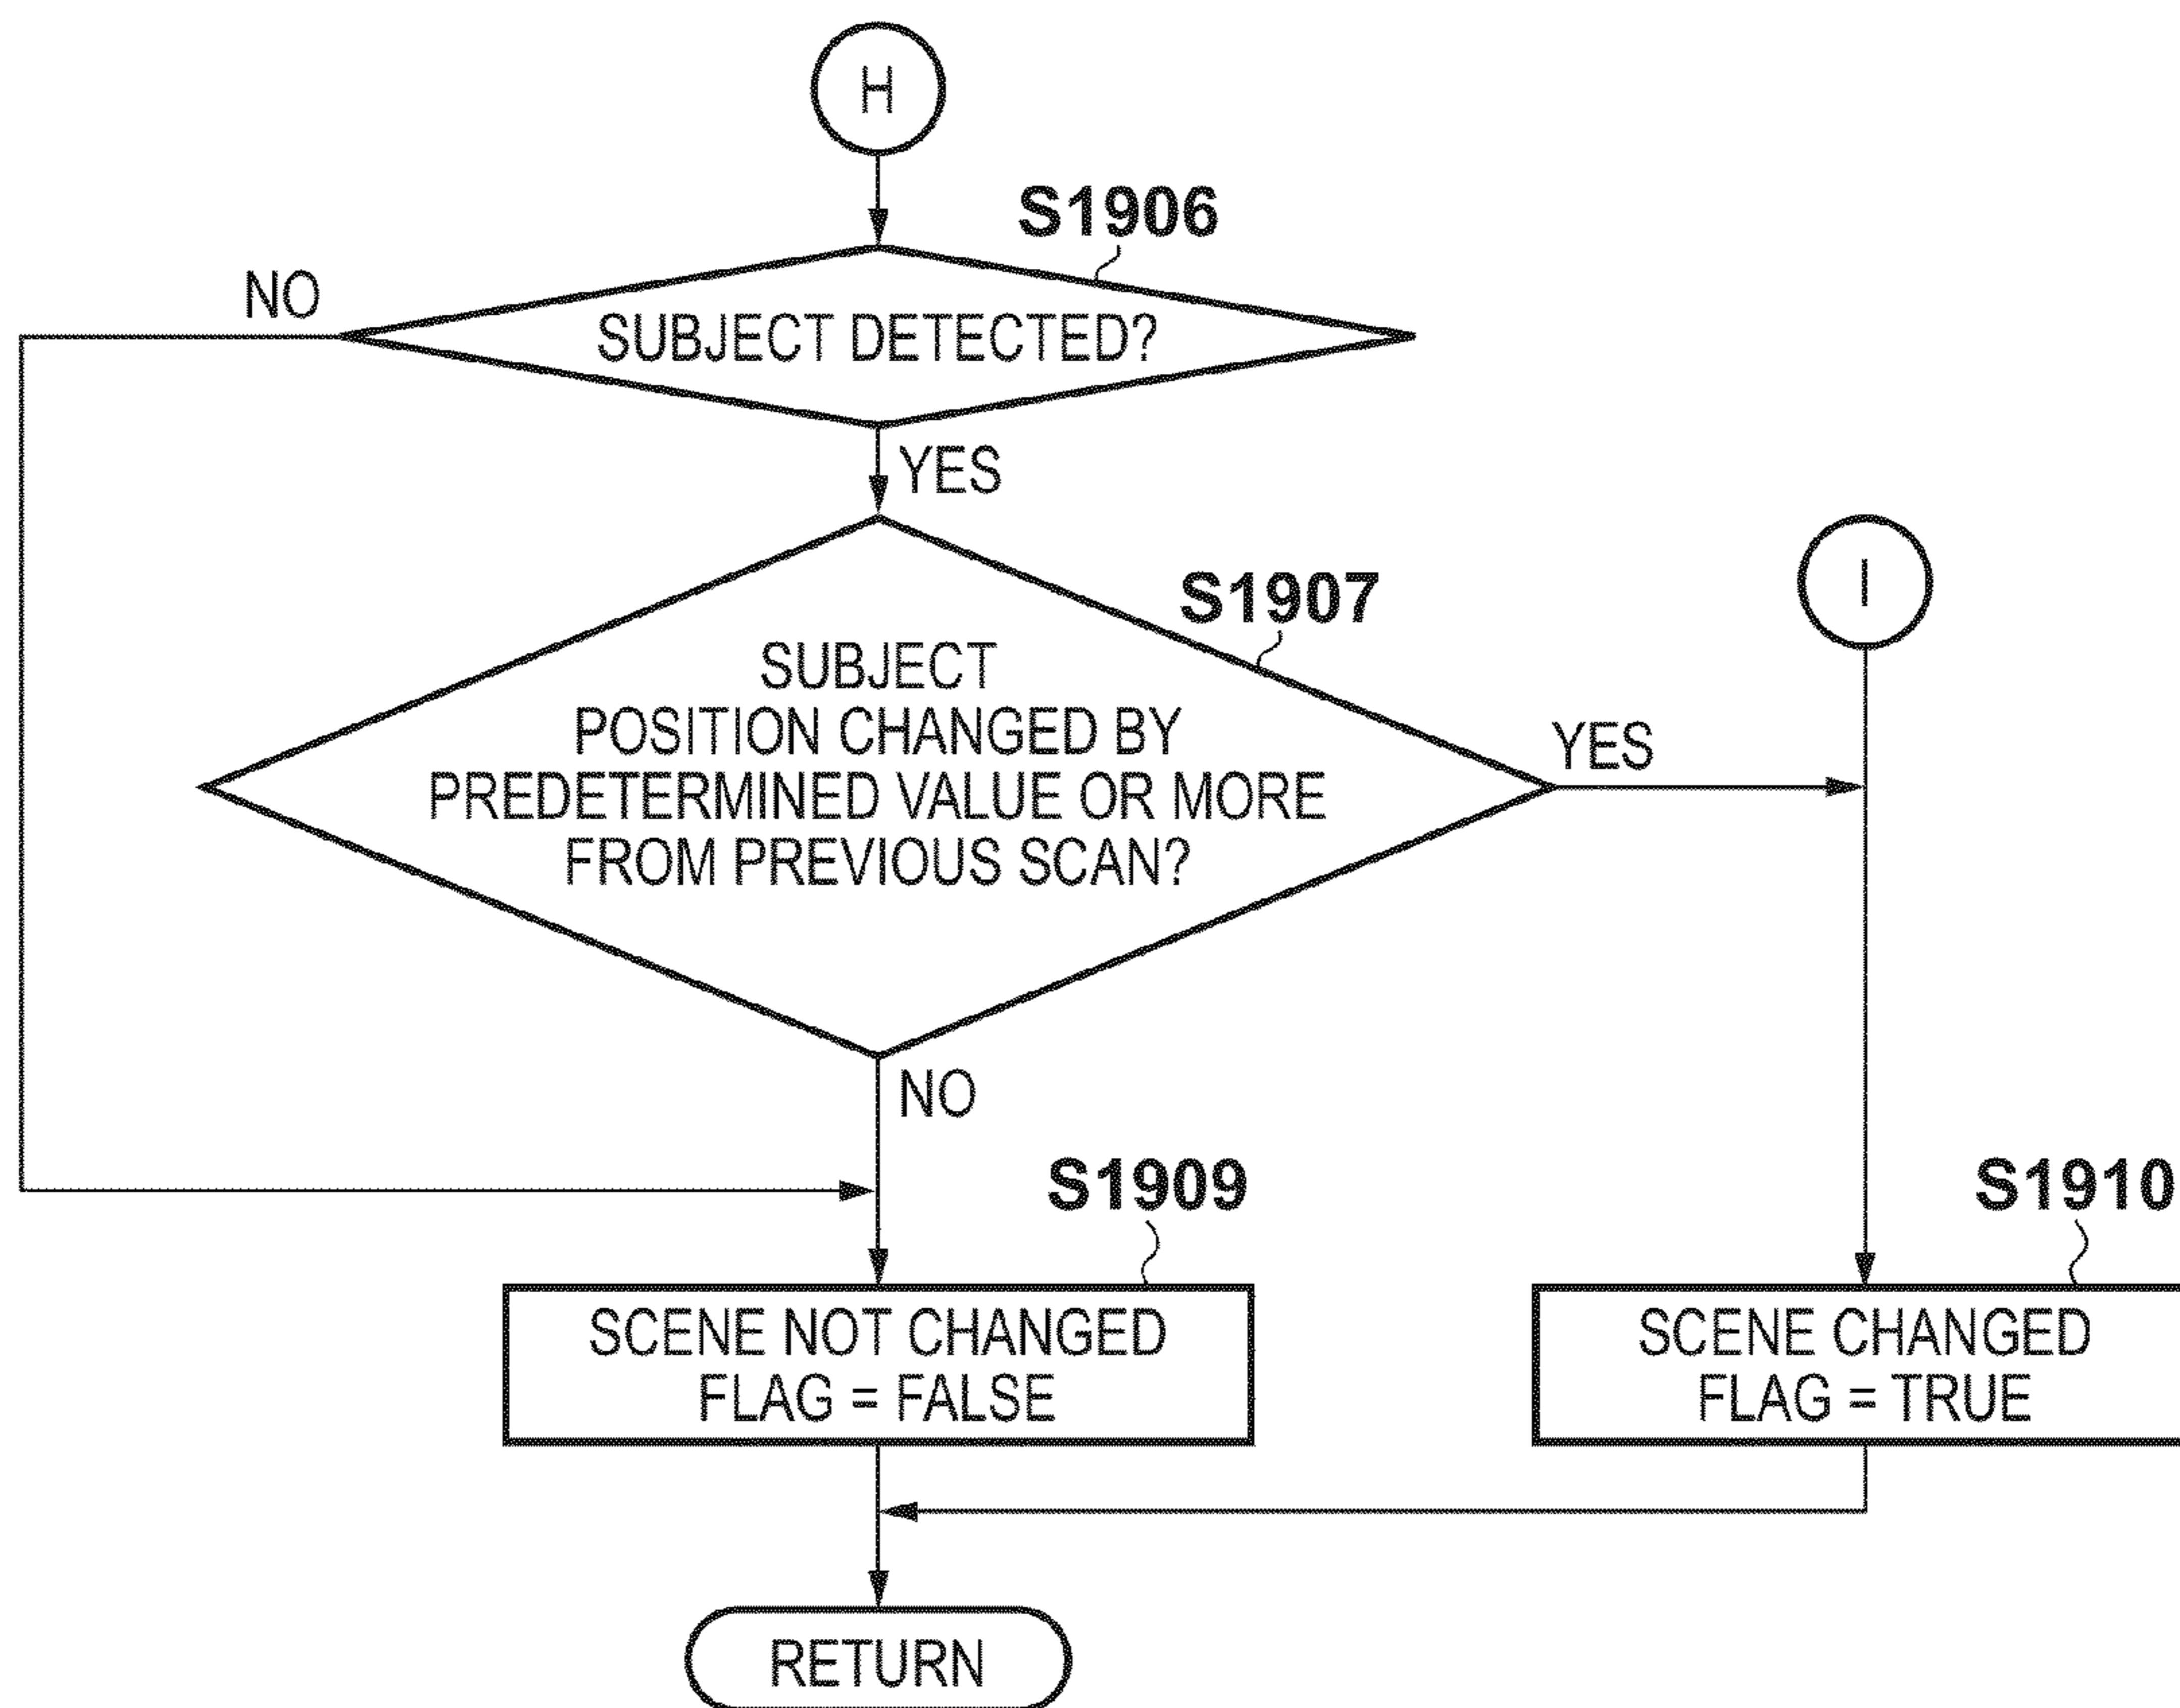 H
S1906
NO
SUBJECT DETECTED?
YES
S1907
I
SUBJECT
POSITION CHANGED BY
PREDETERMINED VALUE OR MORE
FROM PREVIOUS SCAN?
YES
NO
S1909
S1910
SCENE NOT CHANGED
FLAG = FALSE
SCENE CHANGED
FLAG = TRUE
RETURN